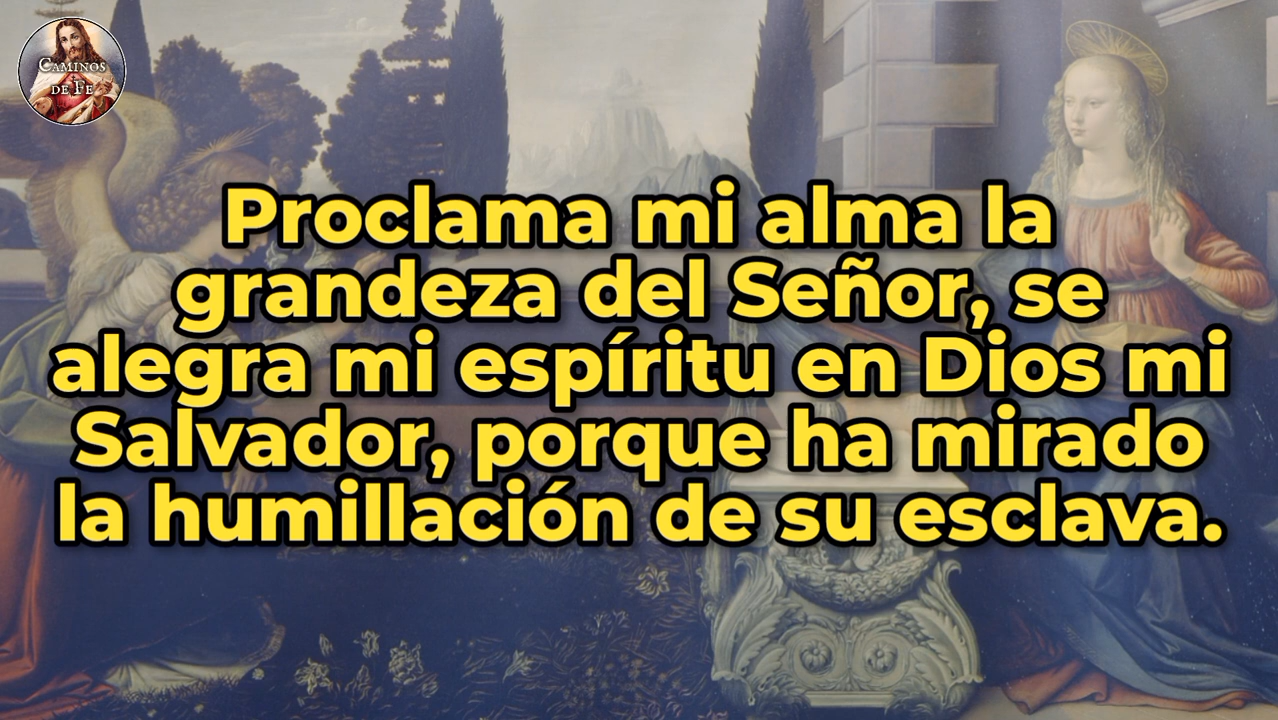 CAMINOS
DE FE
Proclama mi alma la
grandeza del Señor, se
alegra mi espíritu en Dios mi
Salvador, porque ha mirado
la humillación de su esclava.